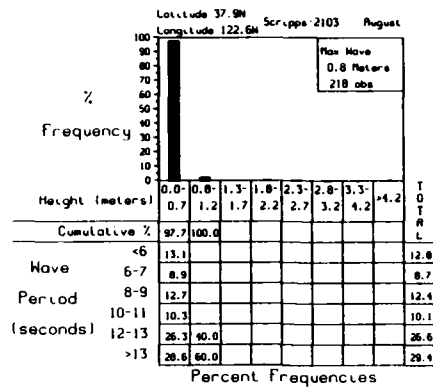 Latitude 37.9N
Longitude 122.6W
Scripps-2103 August
Max Wave
0.8 Meters
218 obs
100
90
80
70
60
50
40
30
20
10
0
%
Frequency
Height (meters) 0.0-0.7 0.8-1.2 1.3-1.7 1.8-2.2 2.3-2.7 2.8-3.2 3.3-4.2 >4.2 TOTAL
Cumulative % 97.7 100.0
Wave Period (seconds)
<6 13.1 12.8
6-7 8.9 8.7
8-9 12.7 12.4
10-11 10.3 10.1
12-13 26.3 40.0 26.6
>13 28.6 60.0 29.4
Percent Frequencies